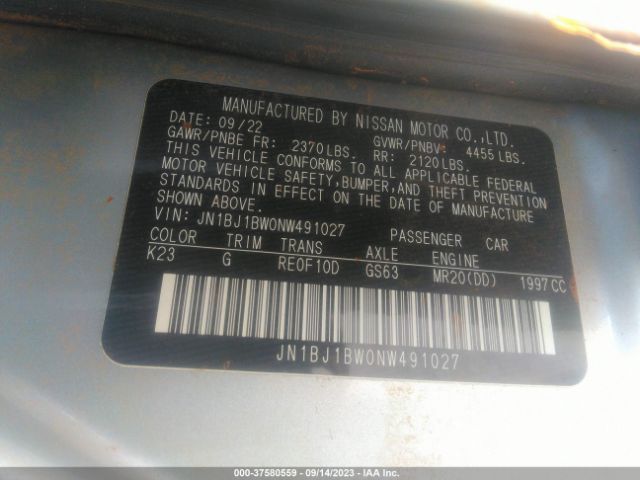 MANUFACTURED BY NISSAN MOTOR CO.,LTD.
DATE: 09/22 GVWR/PNBV: 4455 LBS.
GAWR/PNBE FR: 2370LBS. RR: 2120LBS.
THIS VEHICLE CONFORMS TO ALL APPLICABLE FEDERAL
MOTOR VEHICLE SAFETY,BUMPER,AND THEFT PREVENTION
STANDARDS IN EFFECT ON THE DATE OF MANUFACTURE
SHOWN ABOVE.
VIN: JN1BJ1BW0NW491027 PASSENGER CAR
COLOR TRIM TRANS AXLE ENGINE
K23 G RE0F10D GS63 MR20(DD) 1997CC
JN1BJ1BW0NW491027
000-37580559 - 09/14/2023 - IAA Inc.